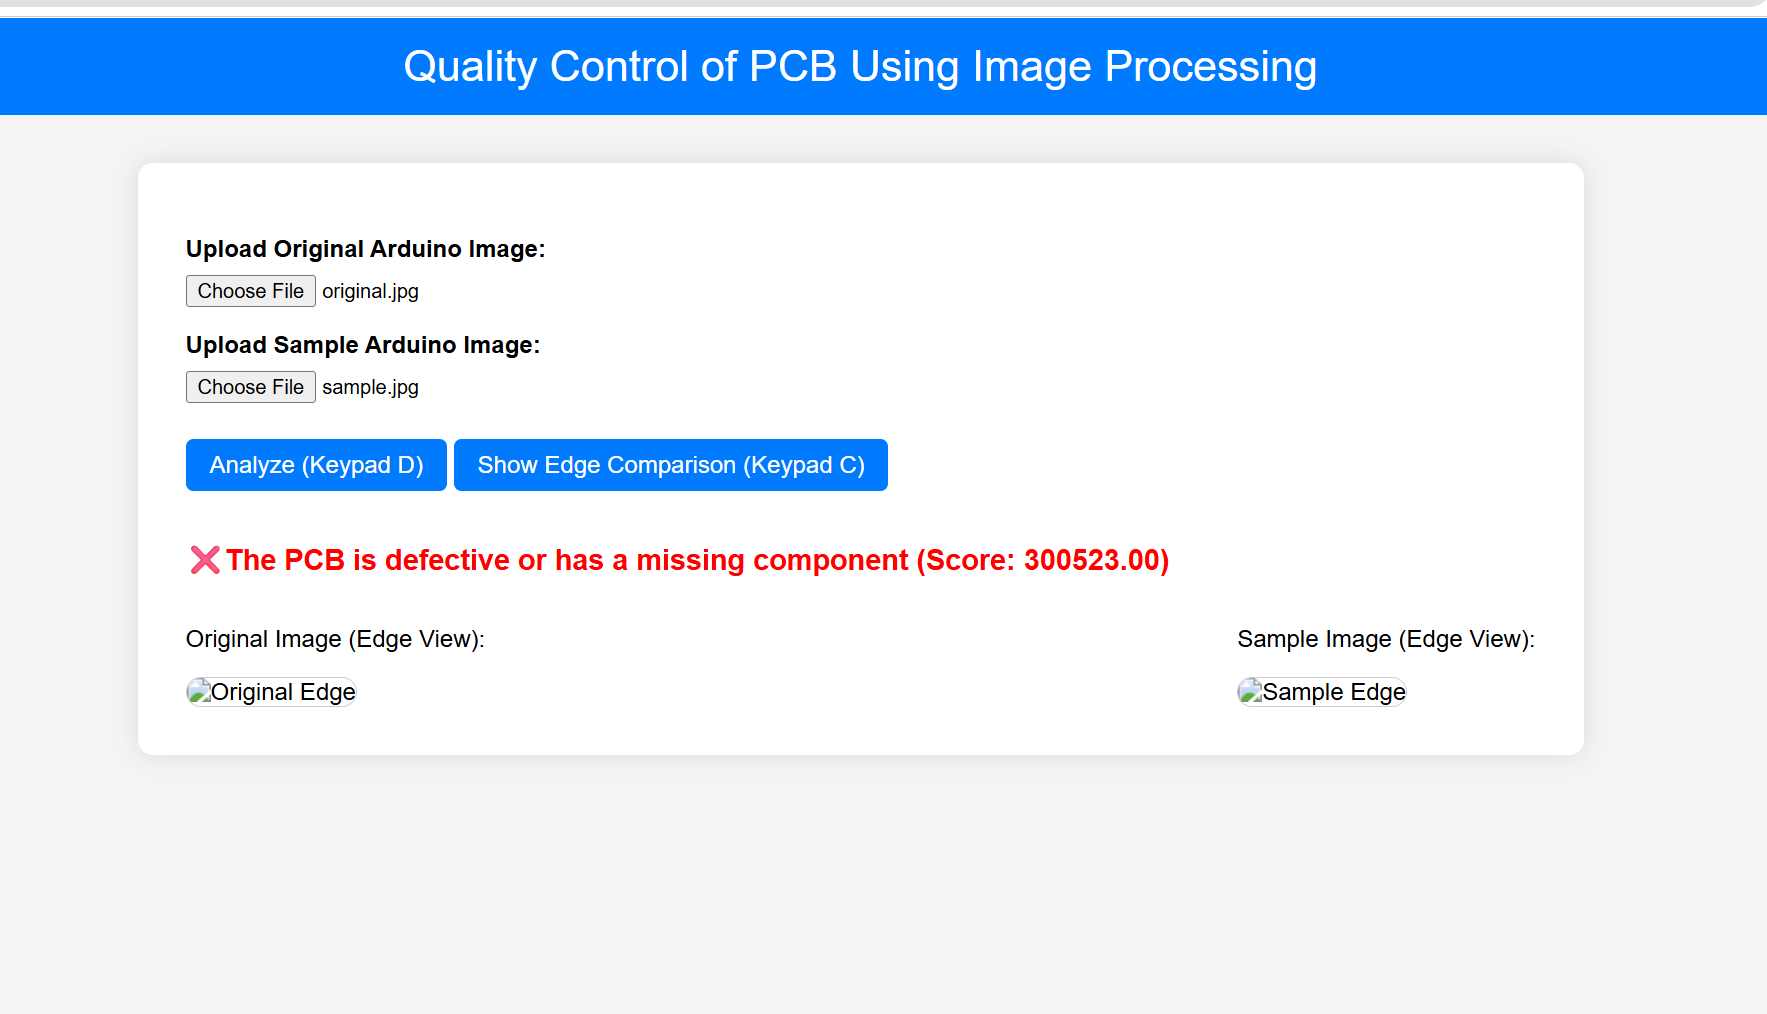 Quality Control of PCB Using Image Processing
Upload Original Arduino Image:
Choose File original.jpg
Upload Sample Arduino Image:
Choose File sample.jpg
Analyze (Keypad D) Show Edge Comparison (Keypad C)
❌ The PCB is defective or has a missing component (Score: 300523.00)
Original Image (Edge View): Sample Image (Edge View):
Original Edge Sample Edge